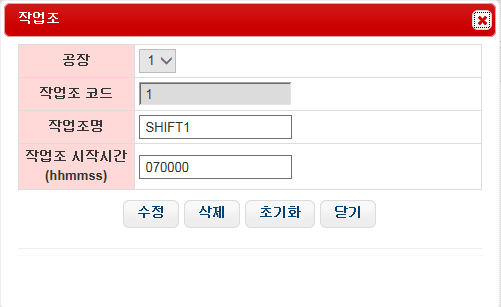 작업조
공장 1
작업조 코드 1
작업조명 SHIFT1
작업조 시작시간
(hhmmss) 070000
수정 삭제 초기화 닫기